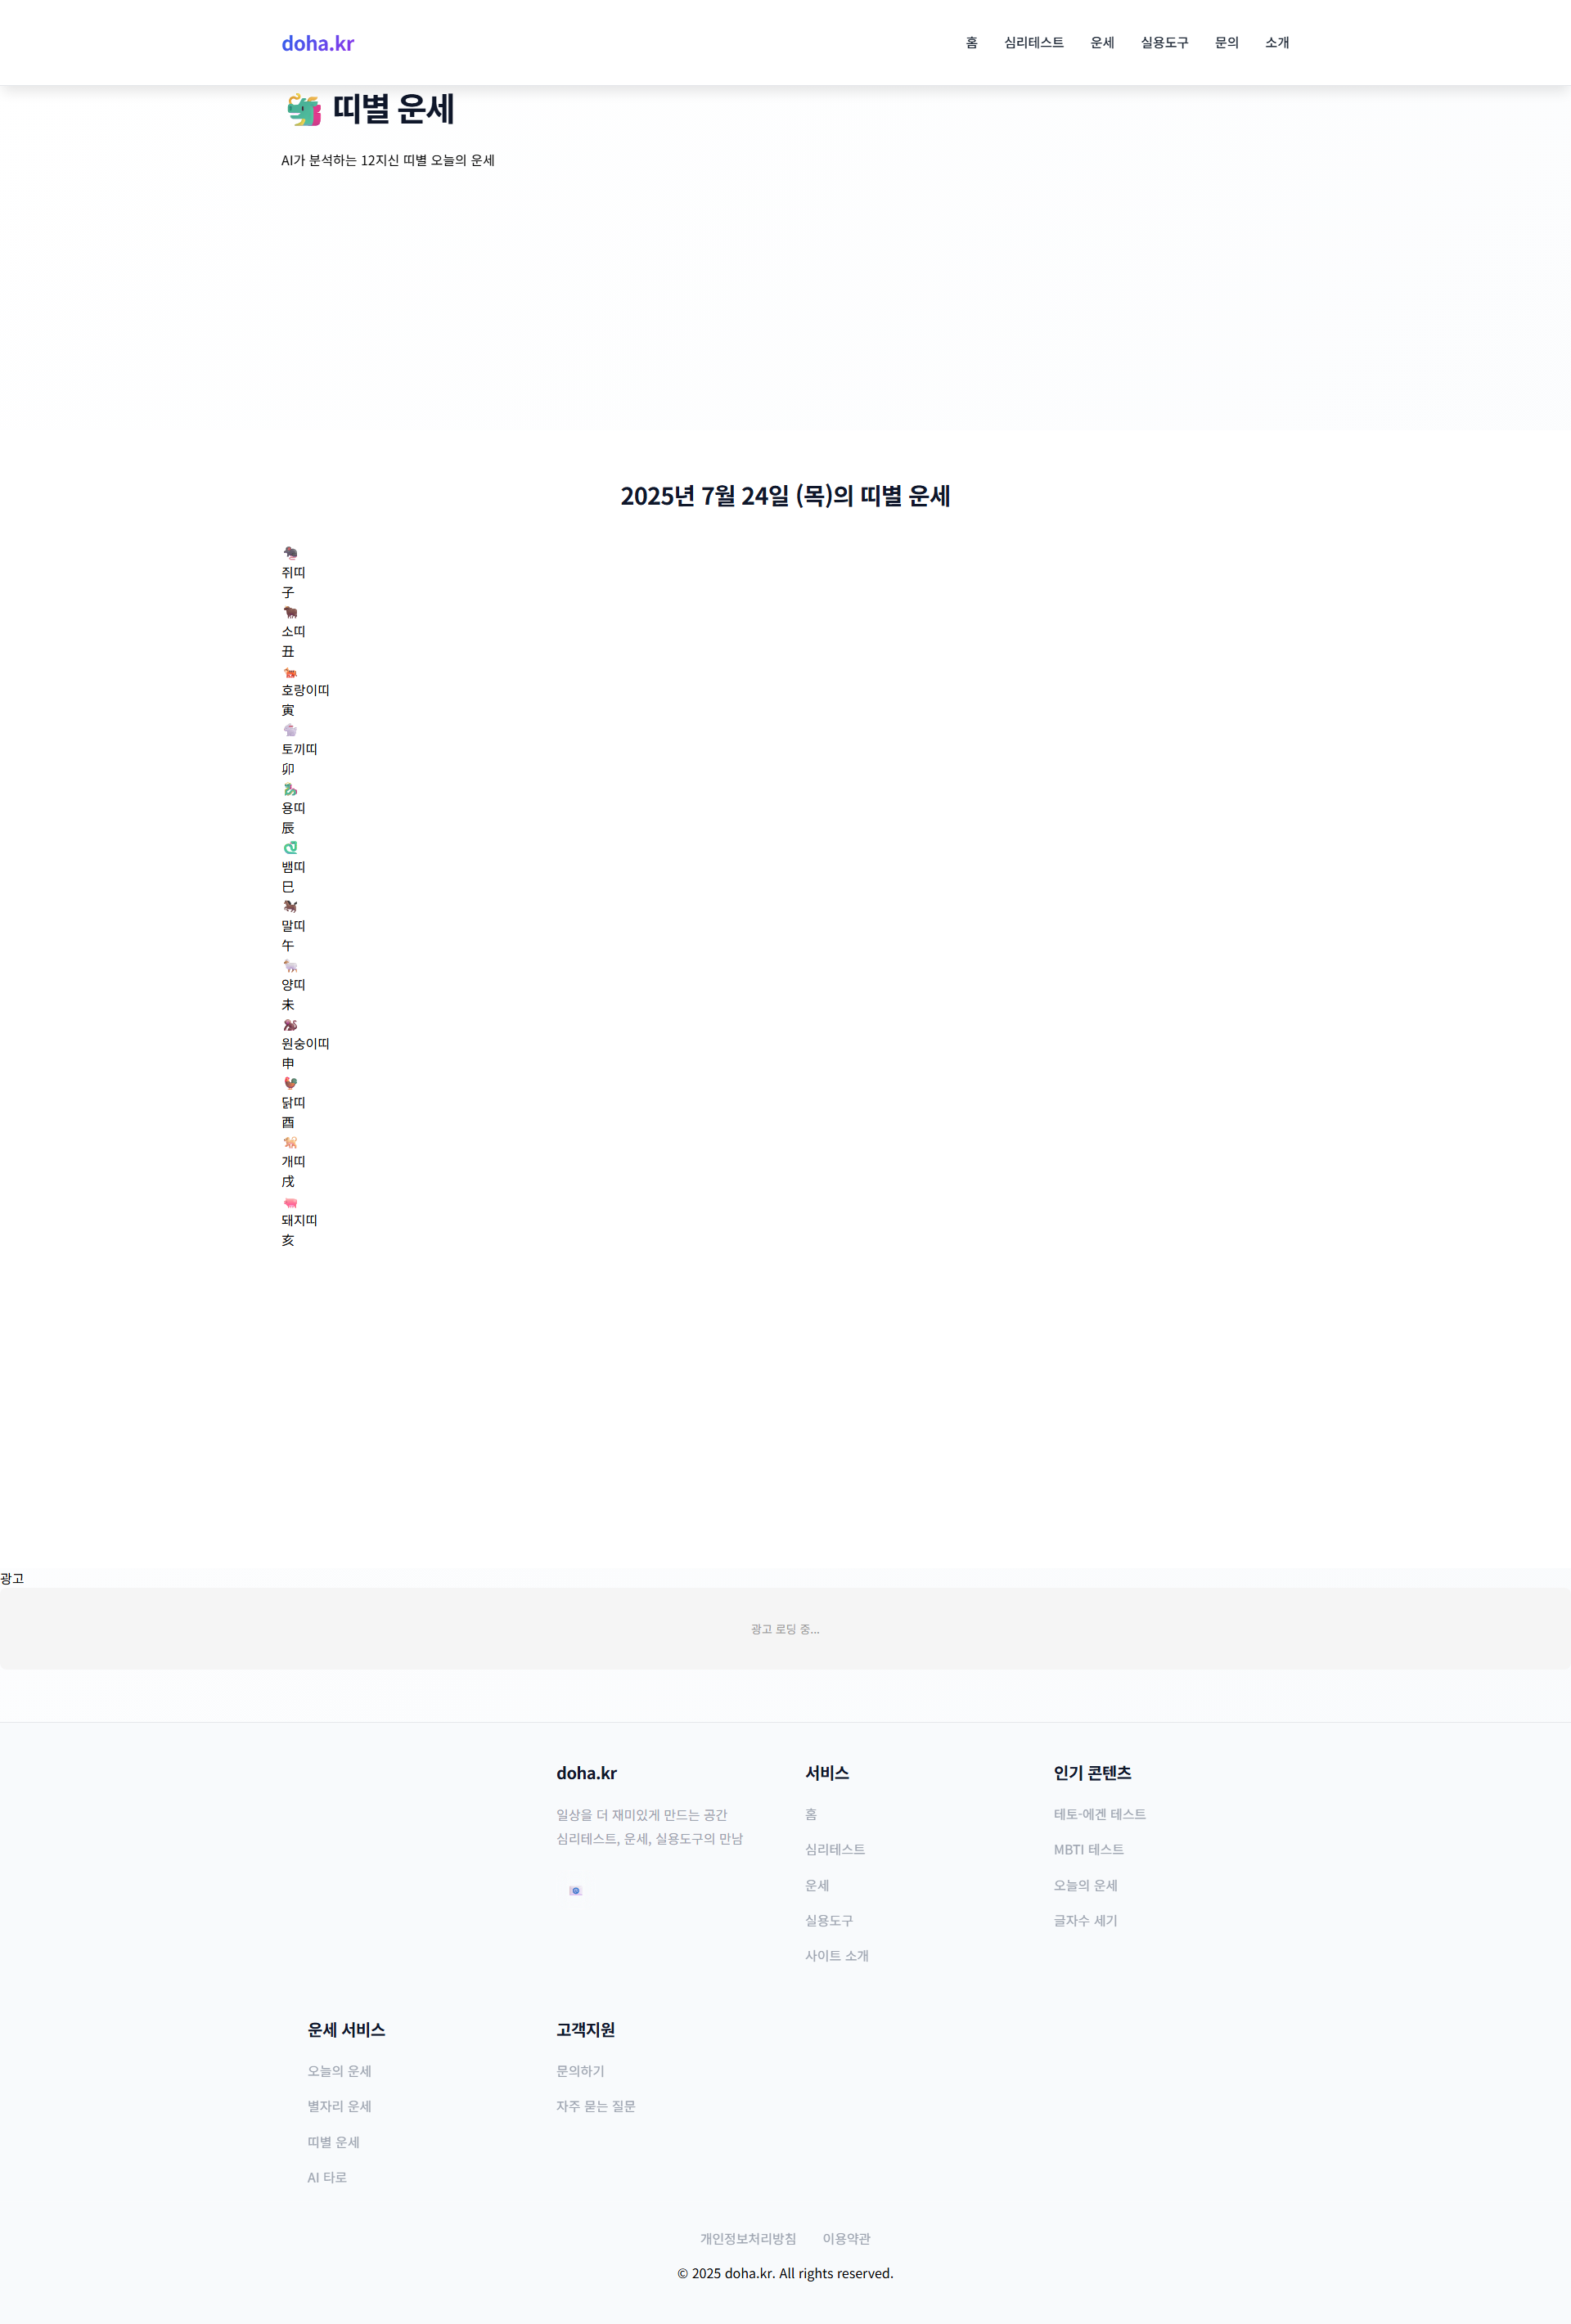 doha.kr
홈 심리테스트 운세 실용도구 문의 소개
띠별 운세
AI가 분석하는 12지신 띠별 오늘의 운세
2025년 7월 24일 (목)의 띠별 운세
쥐띠
子
소띠
丑
호랑이띠
寅
토끼띠
卯
용띠
辰
뱀띠
巳
말띠
午
양띠
未
원숭이띠
申
닭띠
酉
개띠
戌
돼지띠
亥
광고
광고 로딩 중...
doha.kr
일상을 더 재미있게 만드는 공간
심리테스트, 운세, 실용도구의 만남
서비스
홈
심리테스트
운세
실용도구
사이트 소개
인기 콘텐츠
테토-에겐 테스트
MBTI 테스트
오늘의 운세
글자수 세기
운세 서비스
오늘의 운세
별자리 운세
띠별 운세
AI 타로
고객지원
문의하기
자주 묻는 질문
개인정보처리방침 이용약관
© 2025 doha.kr. All rights reserved.